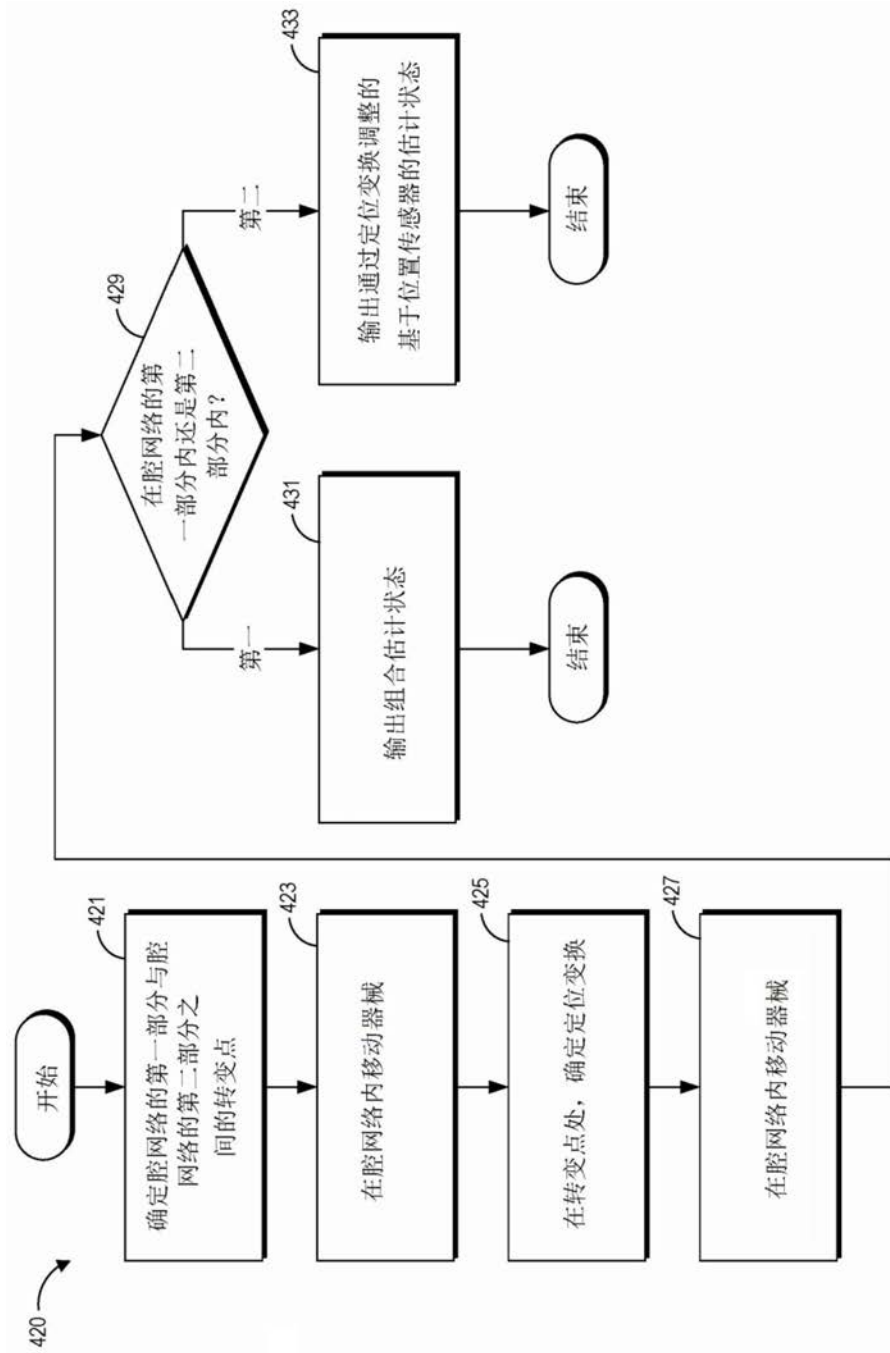 420
开始
421
确定腔网络的第一部分与腔
网络的第二部分之
间的转变点
423
在腔网络内移动器械
425
在转变点处，确定定位变换
427
在腔网络内移动器械
429
在腔网络的第
一部分内还是第二
部分内?
第一
第二
431
输出组合估计状态
结束
433
输出通过定位变换调整的
基于位置传感器的估计状态
结束